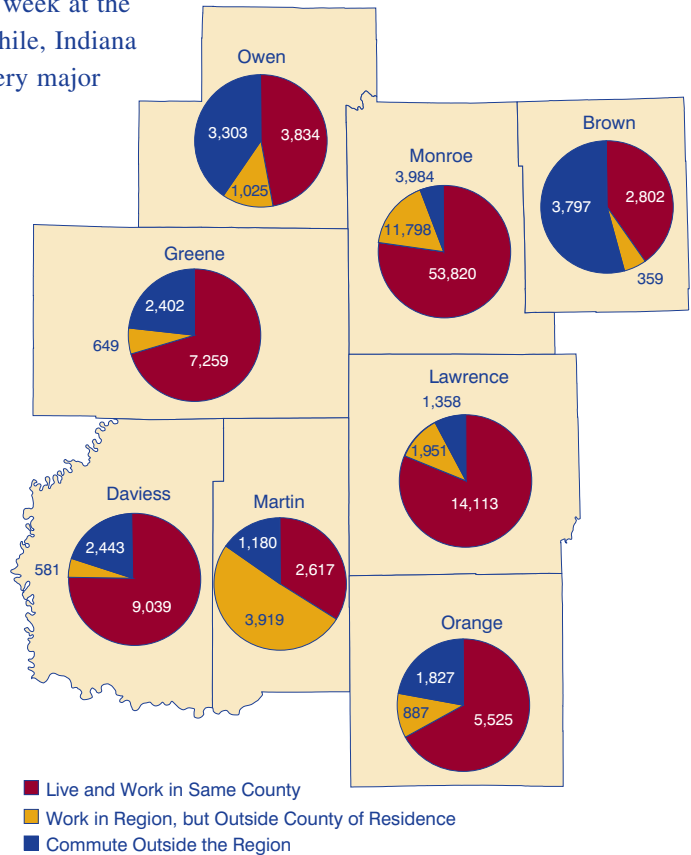 week at the
hile, Indiana
ery major
Owen
3,303
3,834
1,025
Brown
3,797
2,802
359
Monroe
3,984
11,798
53,820
Greene
2,402
649
7,259
Lawrence
1,358
1,951
14,113
Daviess
2,443
581
9,039
Martin
1,180
2,617
3,919
Orange
1,827
887
5,525
Live and Work in Same County
Work in Region, but Outside County of Residence
Commute Outside the Region